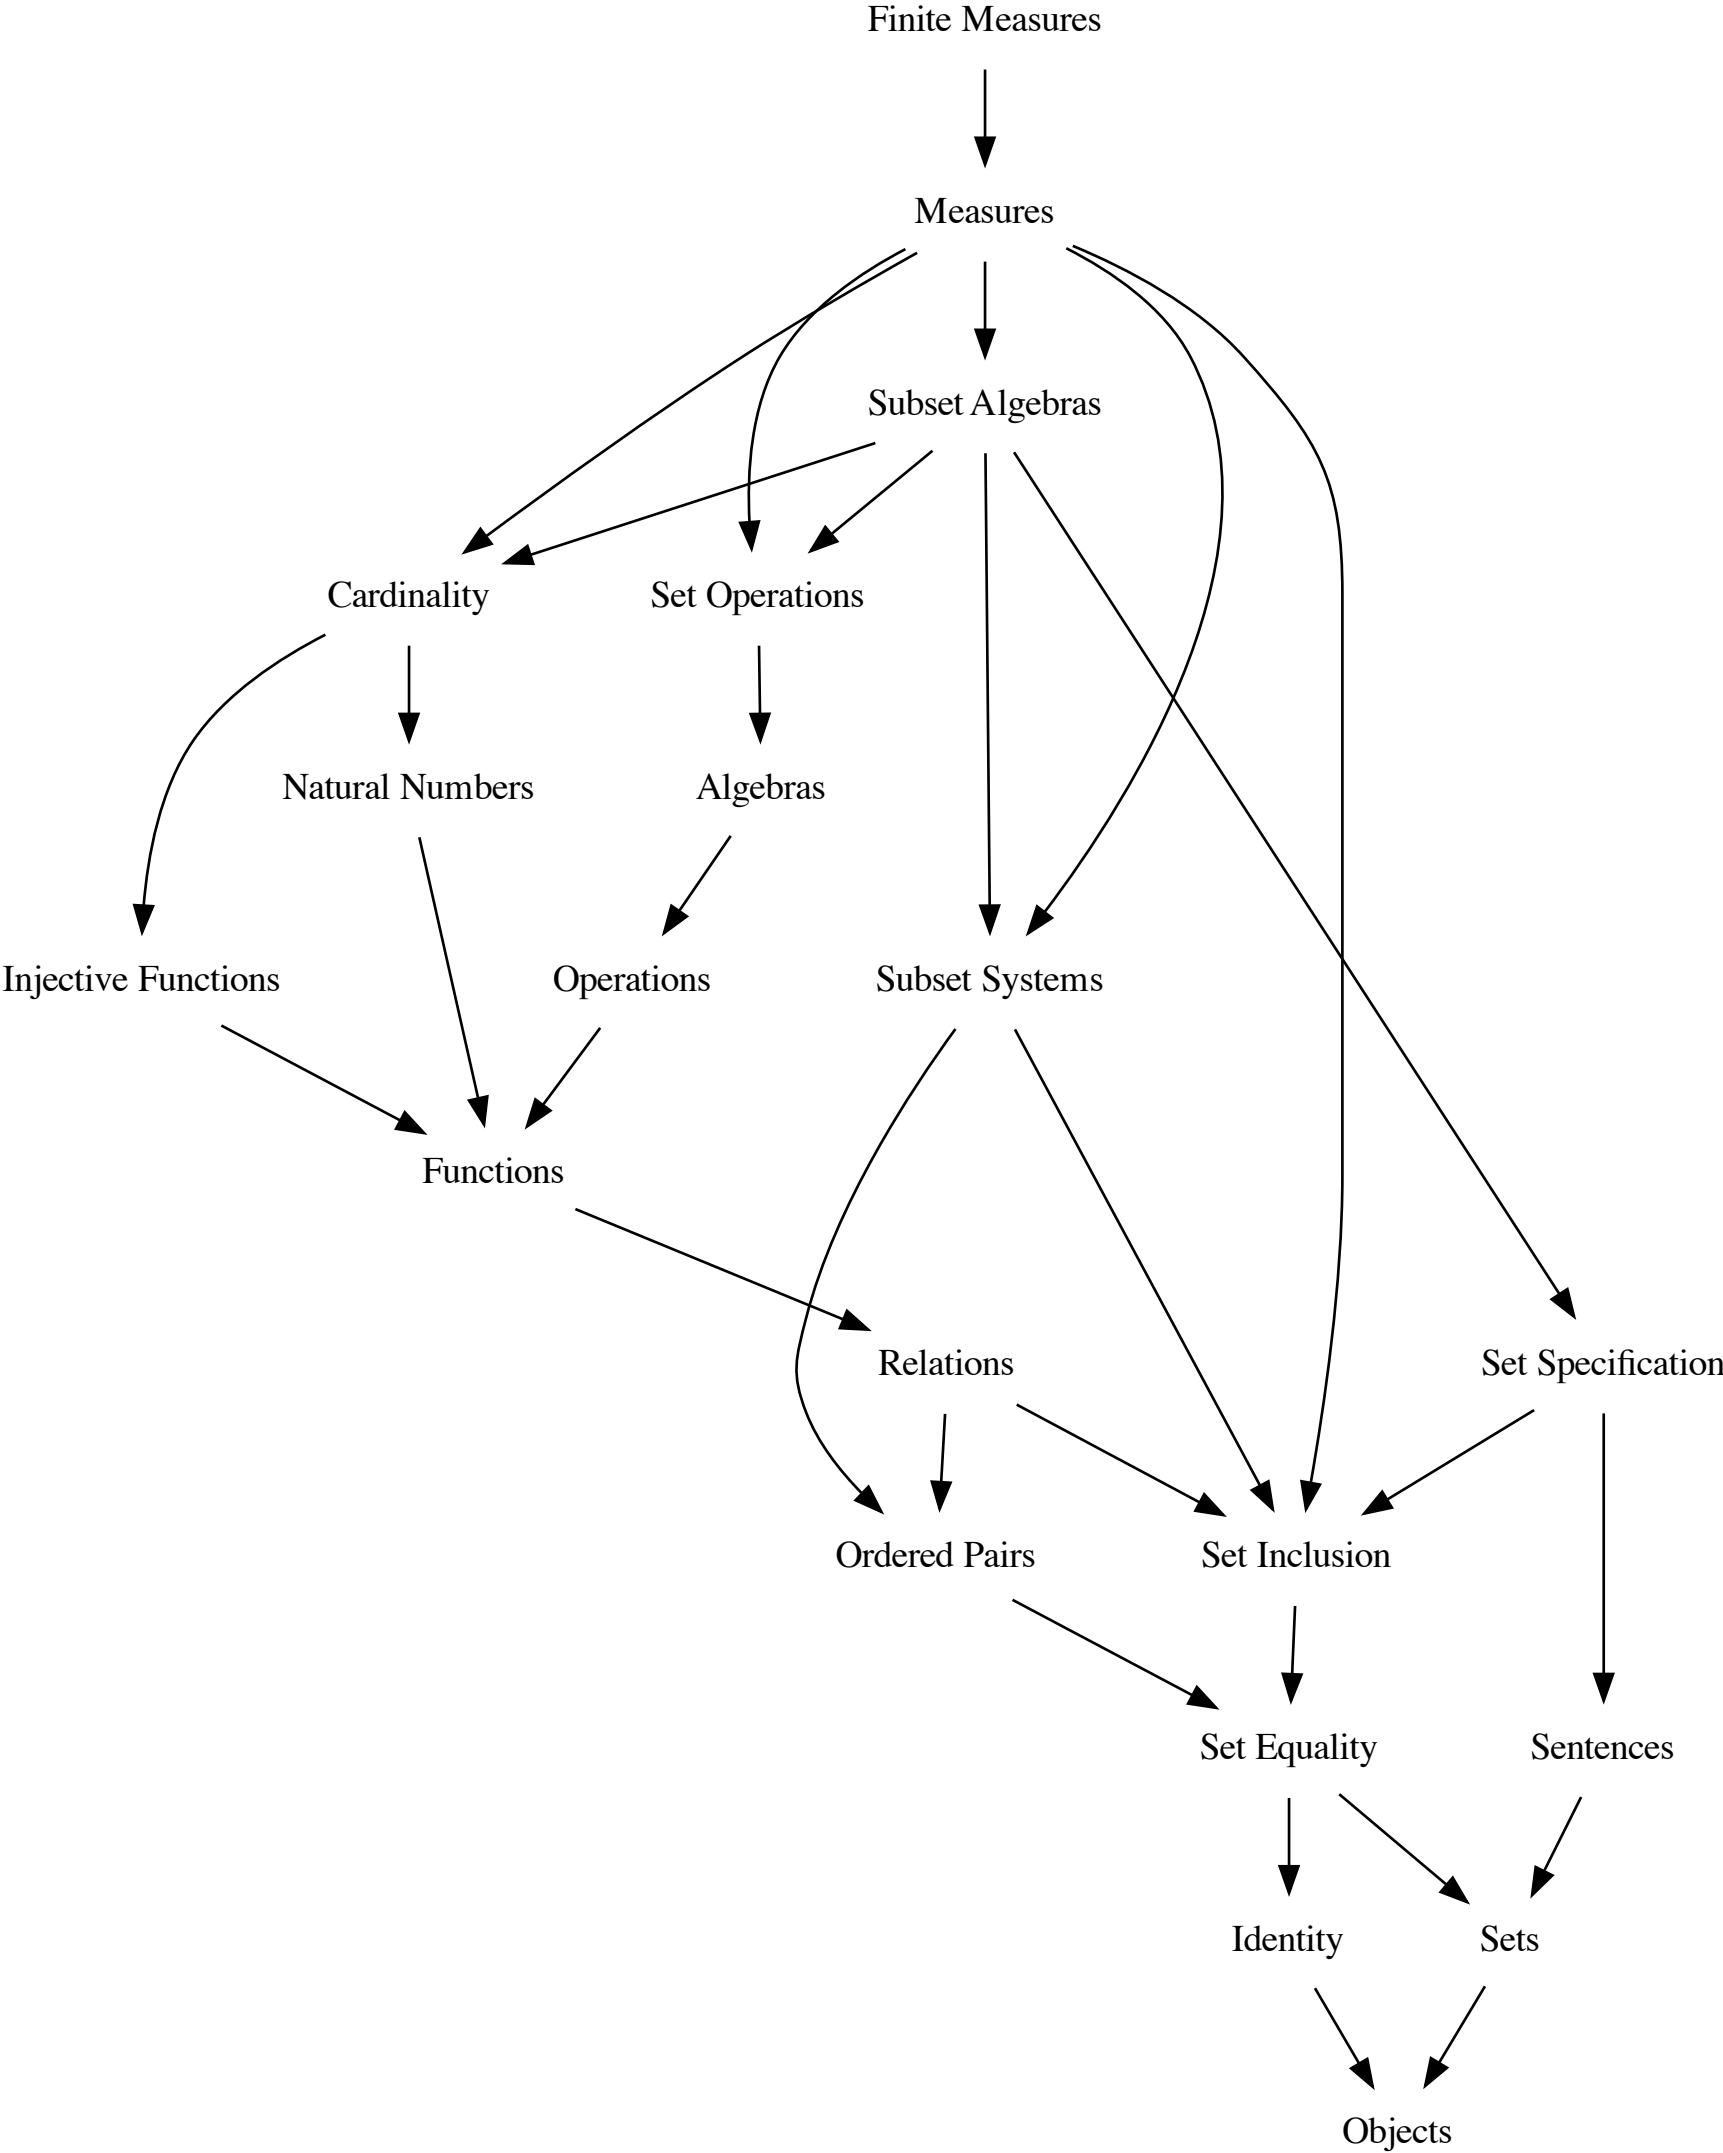 Finite Measures
Measures
Subset Algebras
Cardinality
Set Operations
Natural Numbers
Algebras
Injective Functions
Operations
Subset Systems
Functions
Relations
Set Specification
Ordered Pairs
Set Inclusion
Set Equality
Sentences
Identity
Sets
Objects